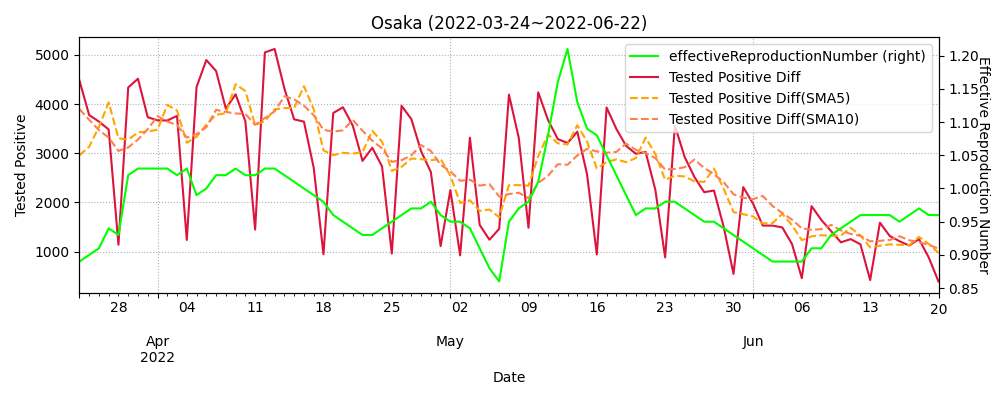 Osaka (2022-03-24~2022-06-22)
effectiveReproductionNumber (right)
Tested Positive Diff
Tested Positive Diff(SMA5)
Tested Positive Diff(SMA10)
Tested Positive
5000
4000
3000
2000
1000
1.20
1.15
1.10
1.05
1.00
0.95
0.90
0.85
Effective Reproduction Number
28 04 11 18 25 02 09 16 23 30 06 13 20
Apr May Jun
2022
Date